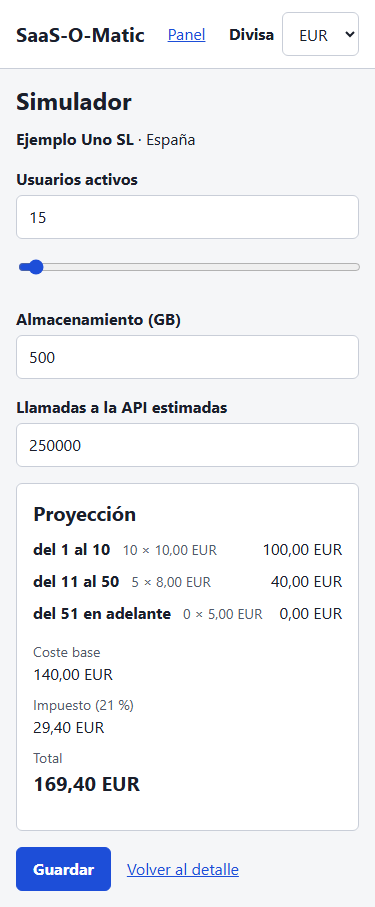 SaaS-O-Matic Panel Divisa EUR
Simulador
Ejemplo Uno SL · España
Usuarios activos
15
Almacenamiento (GB)
500
Llamadas a la API estimadas
250000
Proyección
del 1 al 10 10 × 10,00 EUR 100,00 EUR
del 11 al 50 5 × 8,00 EUR 40,00 EUR
del 51 en adelante 0 × 5,00 EUR 0,00 EUR
Coste base
140,00 EUR
Impuesto (21 %)
29,40 EUR
Total
169,40 EUR
Guardar Volver al detalle